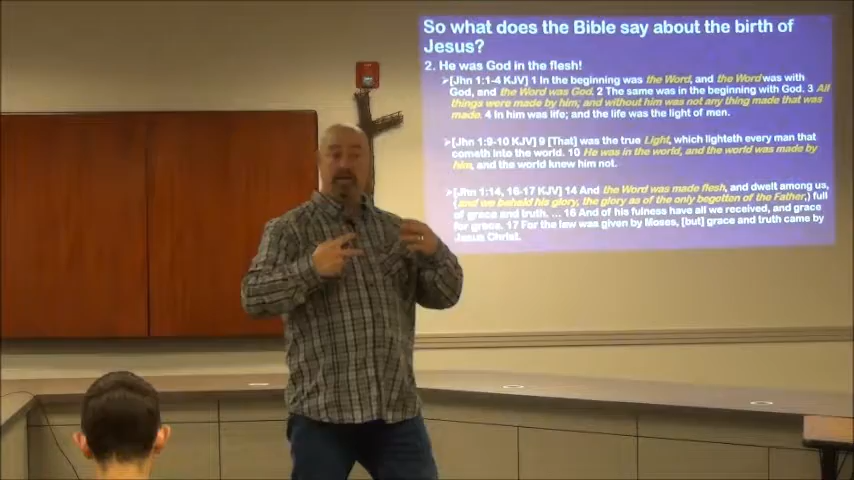 So what does the Bible say about the birth of
Jesus?
2. He was God in the flesh!
➢[Jhn 1:1-4 KJV] 1 In the beginning was the Word, and the Word was with
God, and the Word was God. 2 The same was in the beginning with God. 3 All
things were made by him; and without him was not any thing made that was
made. 4 In him was life; and the life was the light of men.
➢[Jhn 1:9-10 KJV] 9 [That] was the true Light, which lighteth every man that
cometh into the world. 10 He was in the world, and the world was made by
him, and the world knew him not.
➢[Jhn 1:14, 16-17 KJV] 14 And the Word was made flesh, and dwelt among us,
(and we beheld his glory, the glory as of the only begotten of the Father,) full
of grace and truth. ... 16 And of his fulness have all we received, and grace
for grace. 17 For the law was given by Moses, [but] grace and truth came by
Jesus Christ.